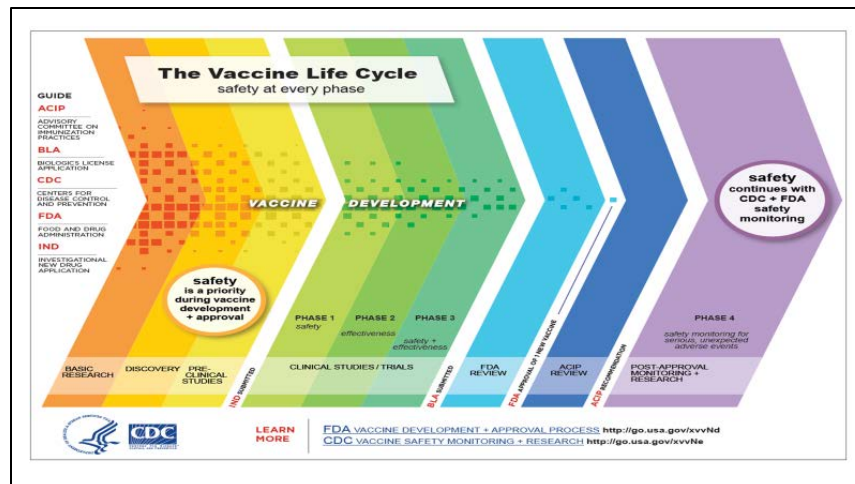 The Vaccine Life Cycle
safety at every phase
GUIDE
ACIP
ADVISORY
COMMITTEE ON
IMMUNIZATION
PRACTICES
BLA
BIOLOGICS LICENSE
APPLICATION
CDC
CENTERS FOR
DISEASE CONTROL
AND PREVENTION
FDA
FOOD AND DRUG
ADMINISTRATION
IND
INVESTIGATIONAL
NEW DRUG
APPLICATION
VACCINE DEVELOPMENT
safety
is a priority
during vaccine
development
+ approval
safety
continues with
CDC + FDA
safety
monitoring
PHASE 1
safety
PHASE 2
effectiveness
PHASE 3
safety +
effectiveness
PHASE 4
safety monitoring for
serious, unexpected
adverse events
BASIC
RESEARCH
DISCOVERY
PRE-
CLINICAL
STUDIES
IND SUBMITTED
CLINICAL STUDIES / TRIALS
BLA SUBMITTED
FDA
REVIEW
FDA APPROVAL OF 1 NEW VACCINE
ACIP
REVIEW
ACIP RECOMMENDATION
POST-APPROVAL
MONITORING +
RESEARCH
CDC
LEARN
MORE
FDA VACCINE DEVELOPMENT + APPROVAL PROCESS http://go.usa.gov/xvvNd
CDC VACCINE SAFETY MONITORING + RESEARCH http://go.usa.gov/xvvNe